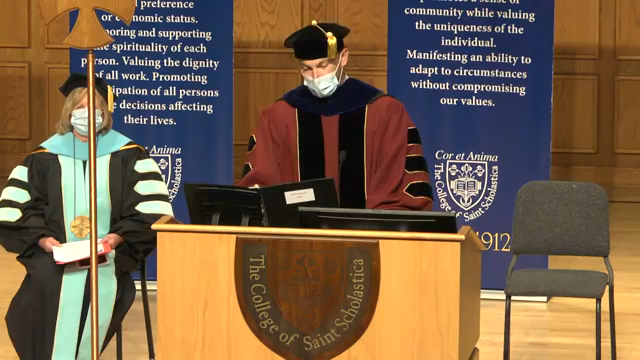 preference
or economic status.
oring and supporting
the spirituality of each
person. Valuing the dignity
of all work. Promoting
cipation of all persons
e decisions affecting
their lives.
community while valuing
the uniqueness of the
individual.
Manifesting an ability to
adapt to circumstances
without compromising
our values.
Cor et Anima
The College of
Saint Scholastica
1912
The College of Saint Scholastica